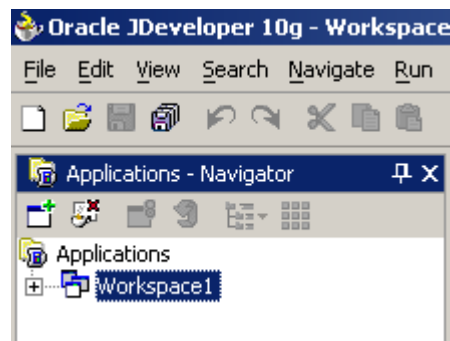 Oracle JDeveloper 10g - Workspace
File Edit View Search Navigate Run
Applications - Navigator
Applications
Workspace1